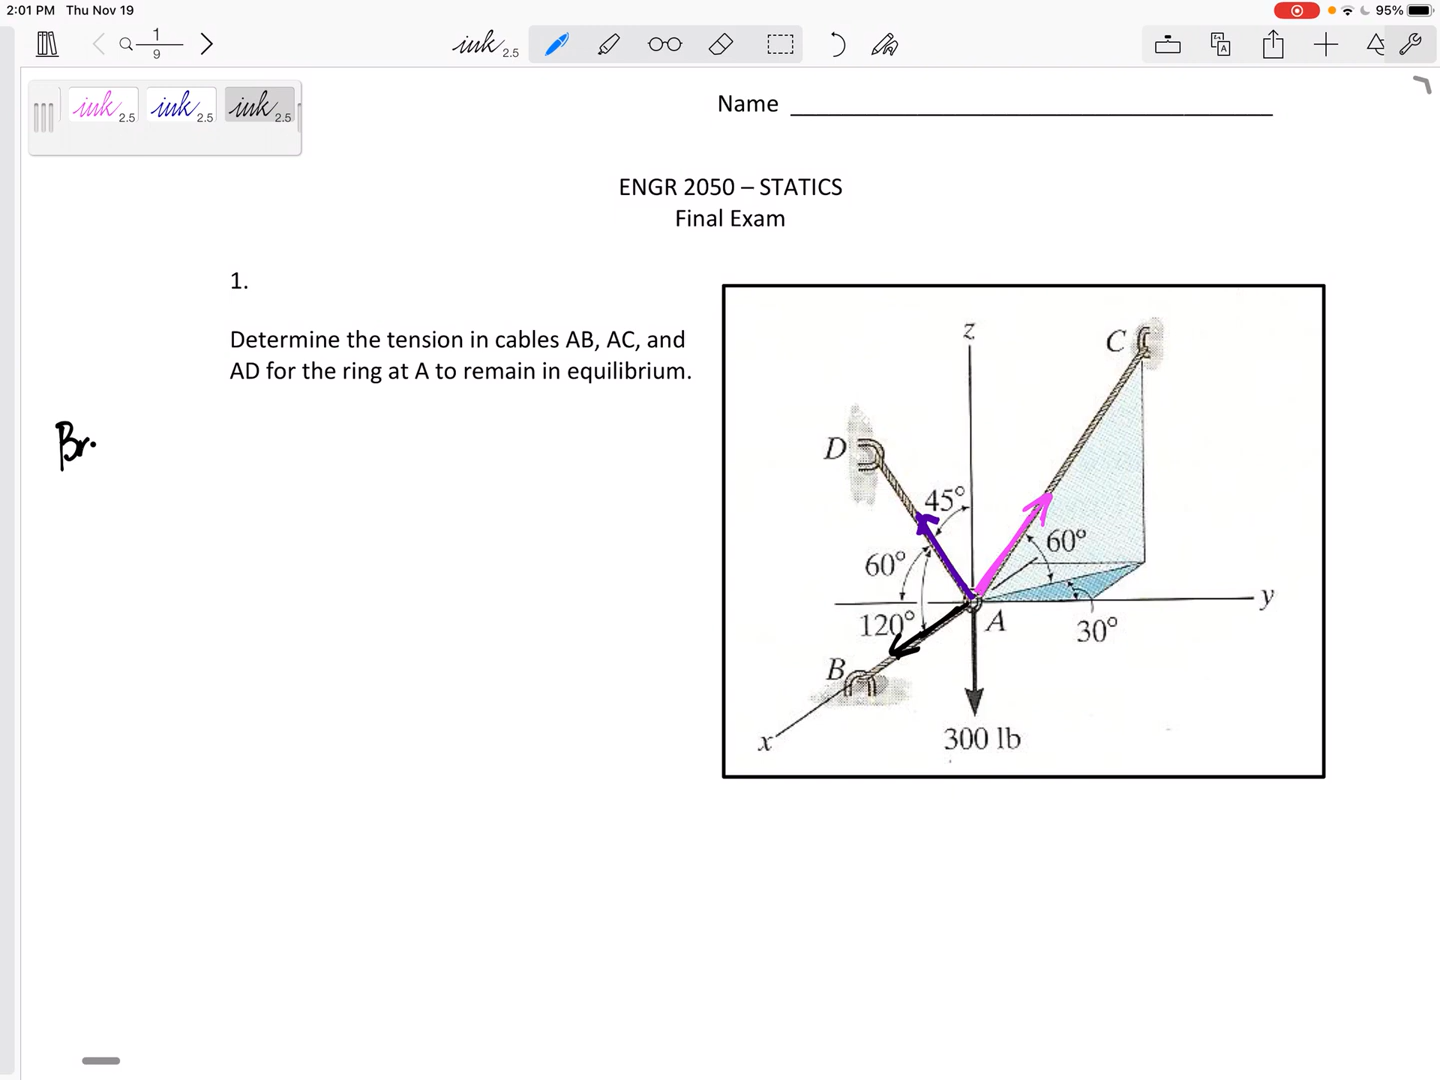 2:01 PM Thu Nov 19
95%
1
9
ink 2.5
ink 2.5 ink 2.5 ink 2.5
Name
ENGR 2050 – STATICS
Final Exam
1.
Determine the tension in cables AB, AC, and
AD for the ring at A to remain in equilibrium.
z
C
D
45°
60°
60°
y
120°
A
30°
B
x
300 lb